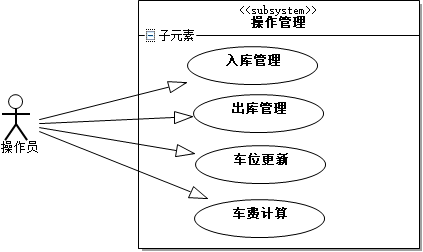 <<subsystem>>
操作管理
子元素
入库管理
出库管理
车位更新
车费计算
操作员